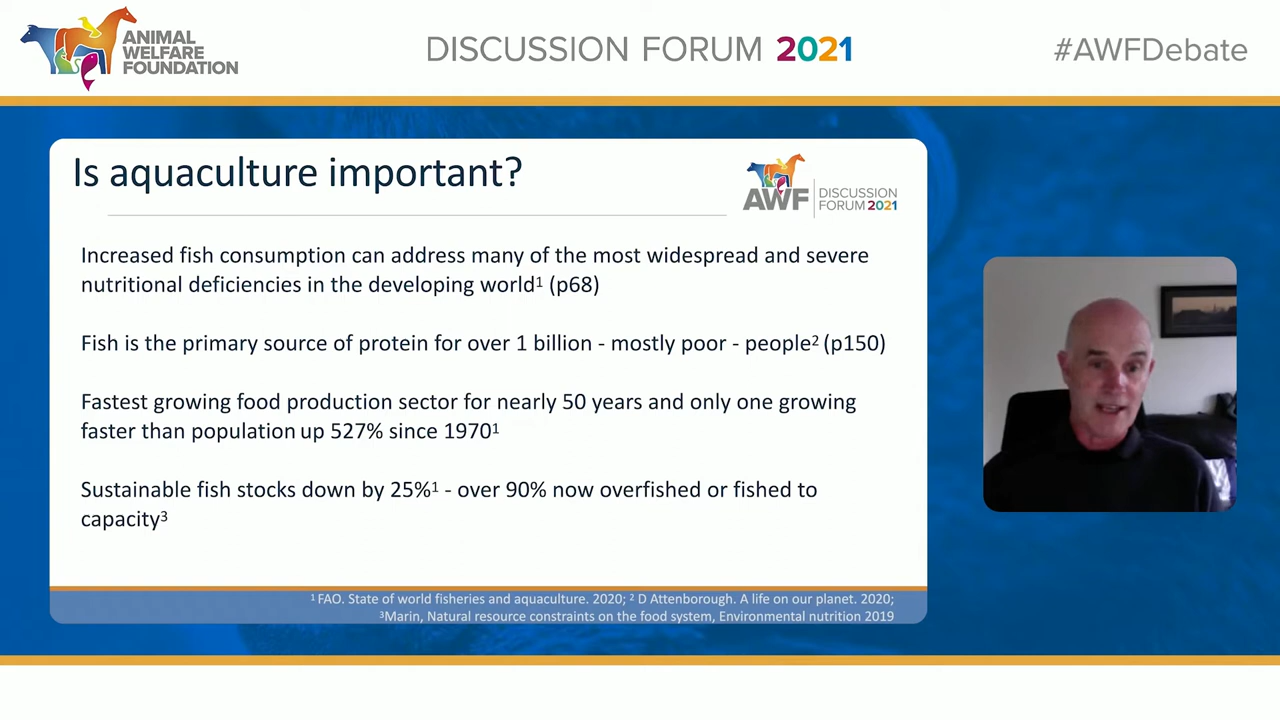 ANIMAL
WELFARE
FOUNDATION
DISCUSSION FORUM 2021
#AWFDebate
Is aquaculture important?
AWF
DISCUSSION
FORUM 2021
Increased fish consumption can address many of the most widespread and severe
nutritional deficiencies in the developing world¹ (p68)
Fish is the primary source of protein for over 1 billion - mostly poor - people² (p150)
Fastest growing food production sector for nearly 50 years and only one growing
faster than population up 527% since 1970¹
Sustainable fish stocks down by 25%¹ - over 90% now overfished or fished to
capacity³
¹ FAO. State of world fisheries and aquaculture. 2020; ² D Attenborough. A life on our planet. 2020;
³Marin, Natural resource constraints on the food system, Environmental nutrition 2019